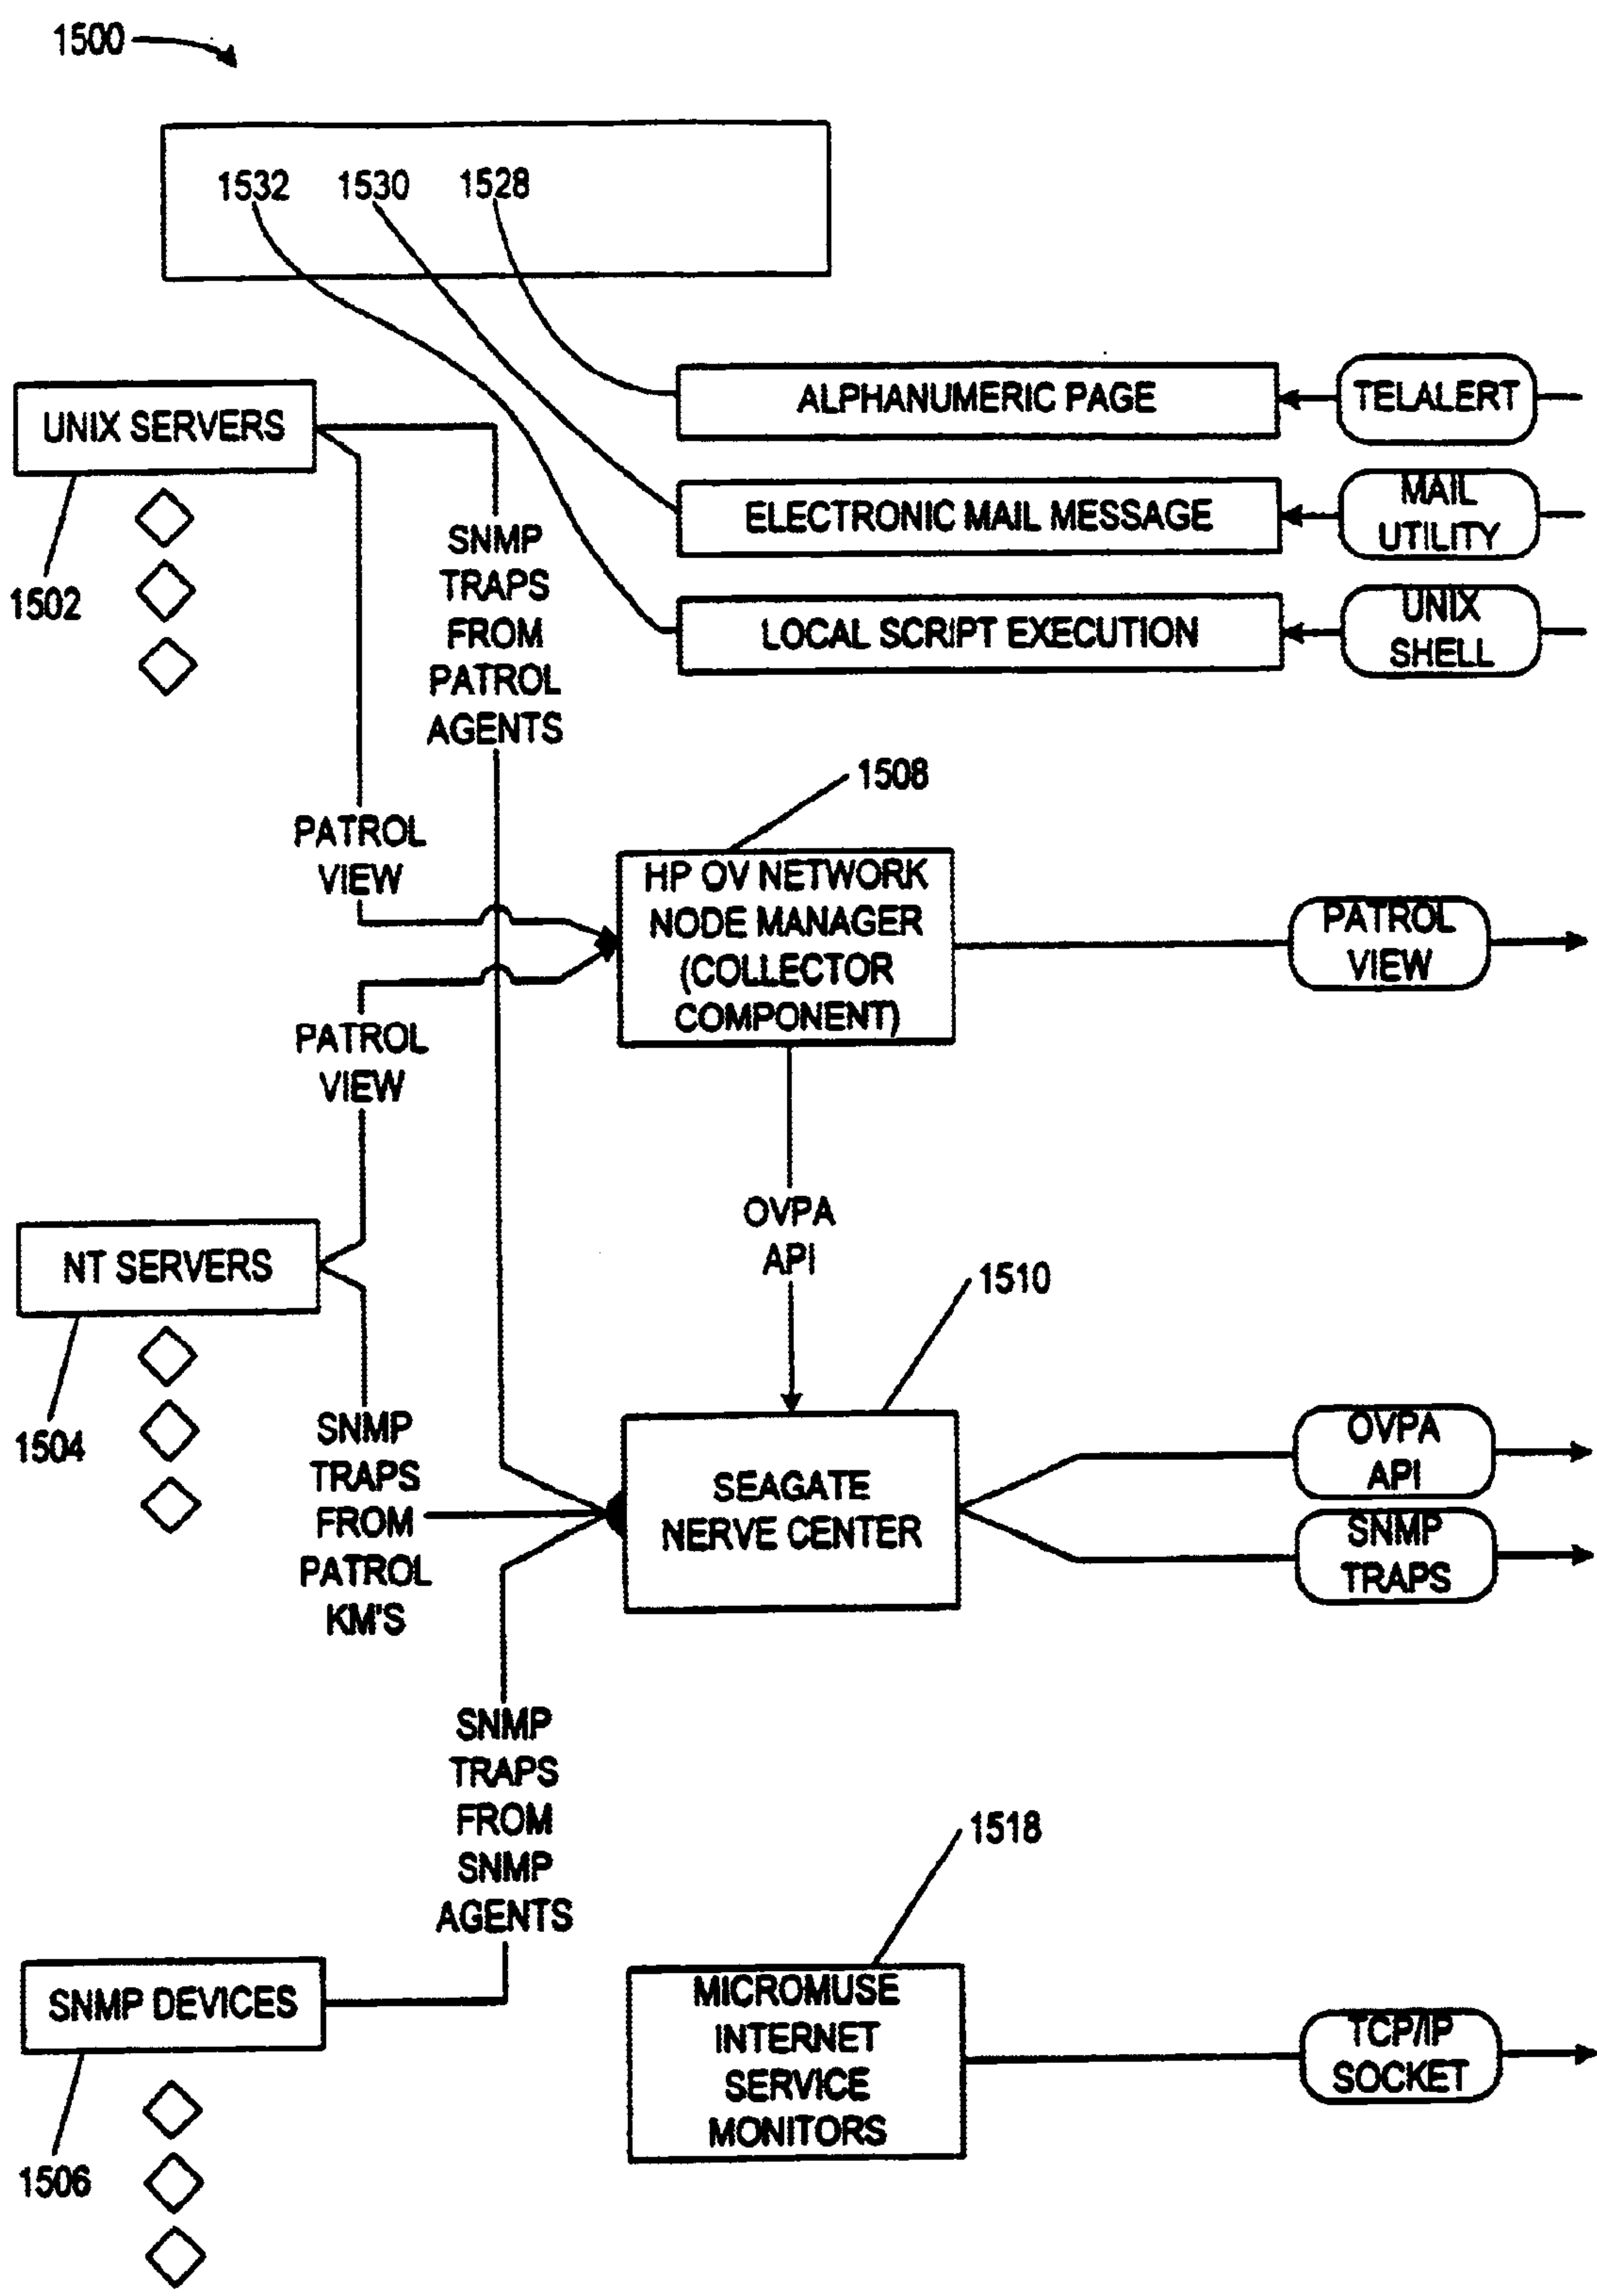 1500
1532 1530 1528
ALPHANUMERIC PAGE
TELALERT
UNIX SERVERS
1502
ELECTRONIC MAIL MESSAGE
MAIL
UTILITY
LOCAL SCRIPT EXECUTION
UNIX
SHELL
SNMP
TRAPS
FROM
PATROL
AGENTS
PATROL
VIEW
1508
HP OV NETWORK
NODE MANAGER
(COLLECTOR
COMPONENT)
PATROL
VIEW
PATROL
VIEW
OVPA
API
NT SERVERS
1504
1510
SNMP
TRAPS
FROM
PATROL
KM'S
SEAGATE
NERVE CENTER
OVPA
API
SNMP
TRAPS
SNMP
TRAPS
FROM
SNMP
AGENTS
1518
SNMP DEVICES
1506
MICROMUSE
INTERNET
SERVICE
MONITORS
TCP/IP
SOCKET